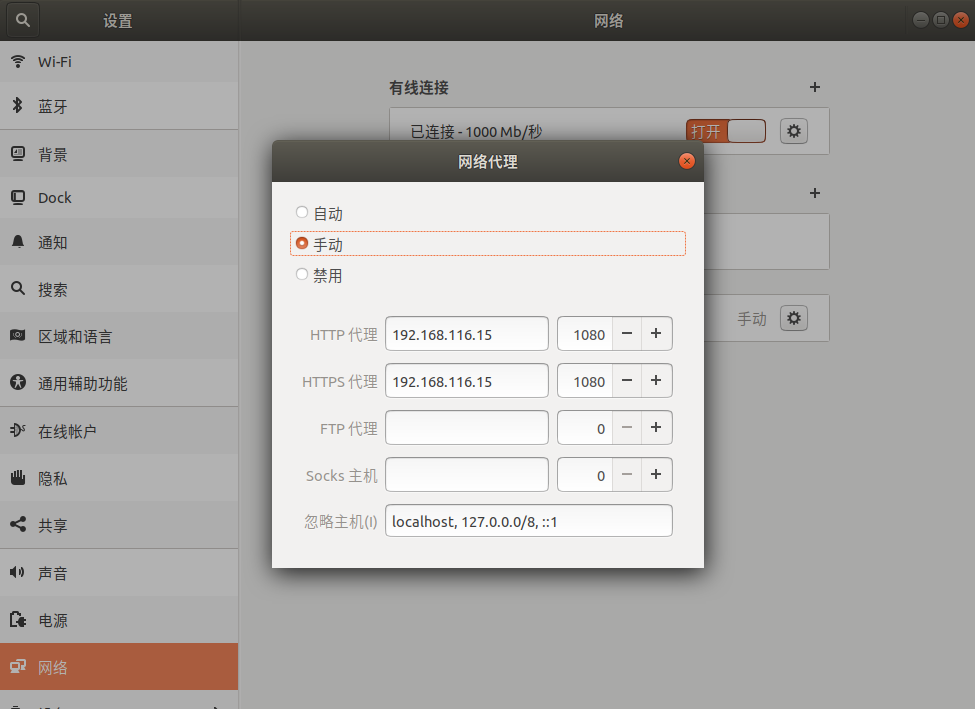 设置
网络
Wi-Fi
蓝牙
背景
Dock
通知
搜索
区域和语言
通用辅助功能
在线帐户
隐私
共享
声音
电源
网络
有线连接
已连接 - 1000 Mb/秒
打开
手动
网络代理
自动
手动
禁用
HTTP 代理 192.168.116.15 1080
HTTPS 代理 192.168.116.15 1080
FTP 代理 0
Socks 主机 0
忽略主机(I) localhost, 127.0.0.0/8, ::1